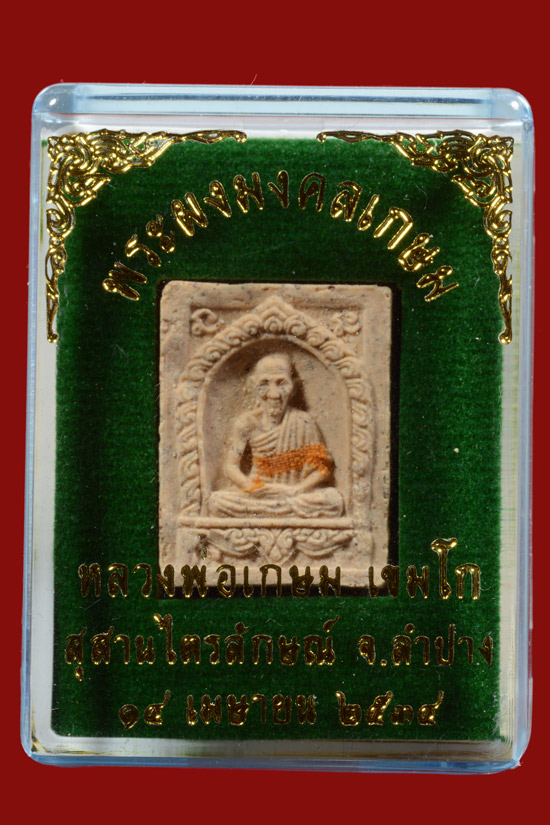 พระผงมงคลเกษม
หลวงพ่อเกษม เขมโก
สุสานไตรลักษณ์ จ.ลำปาง
๑๔ เมษายน ๒๕๓๔